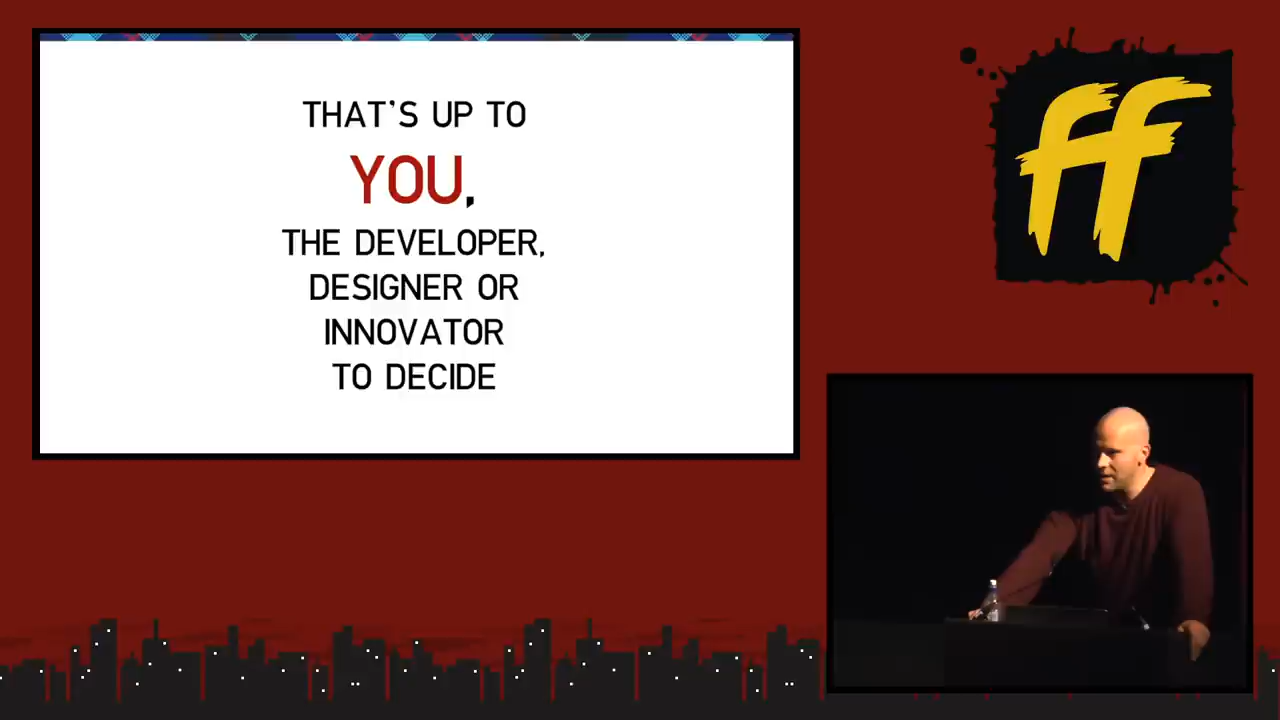 THAT'S UP TO
YOU,
THE DEVELOPER,
DESIGNER OR
INNOVATOR
TO DECIDE
ff